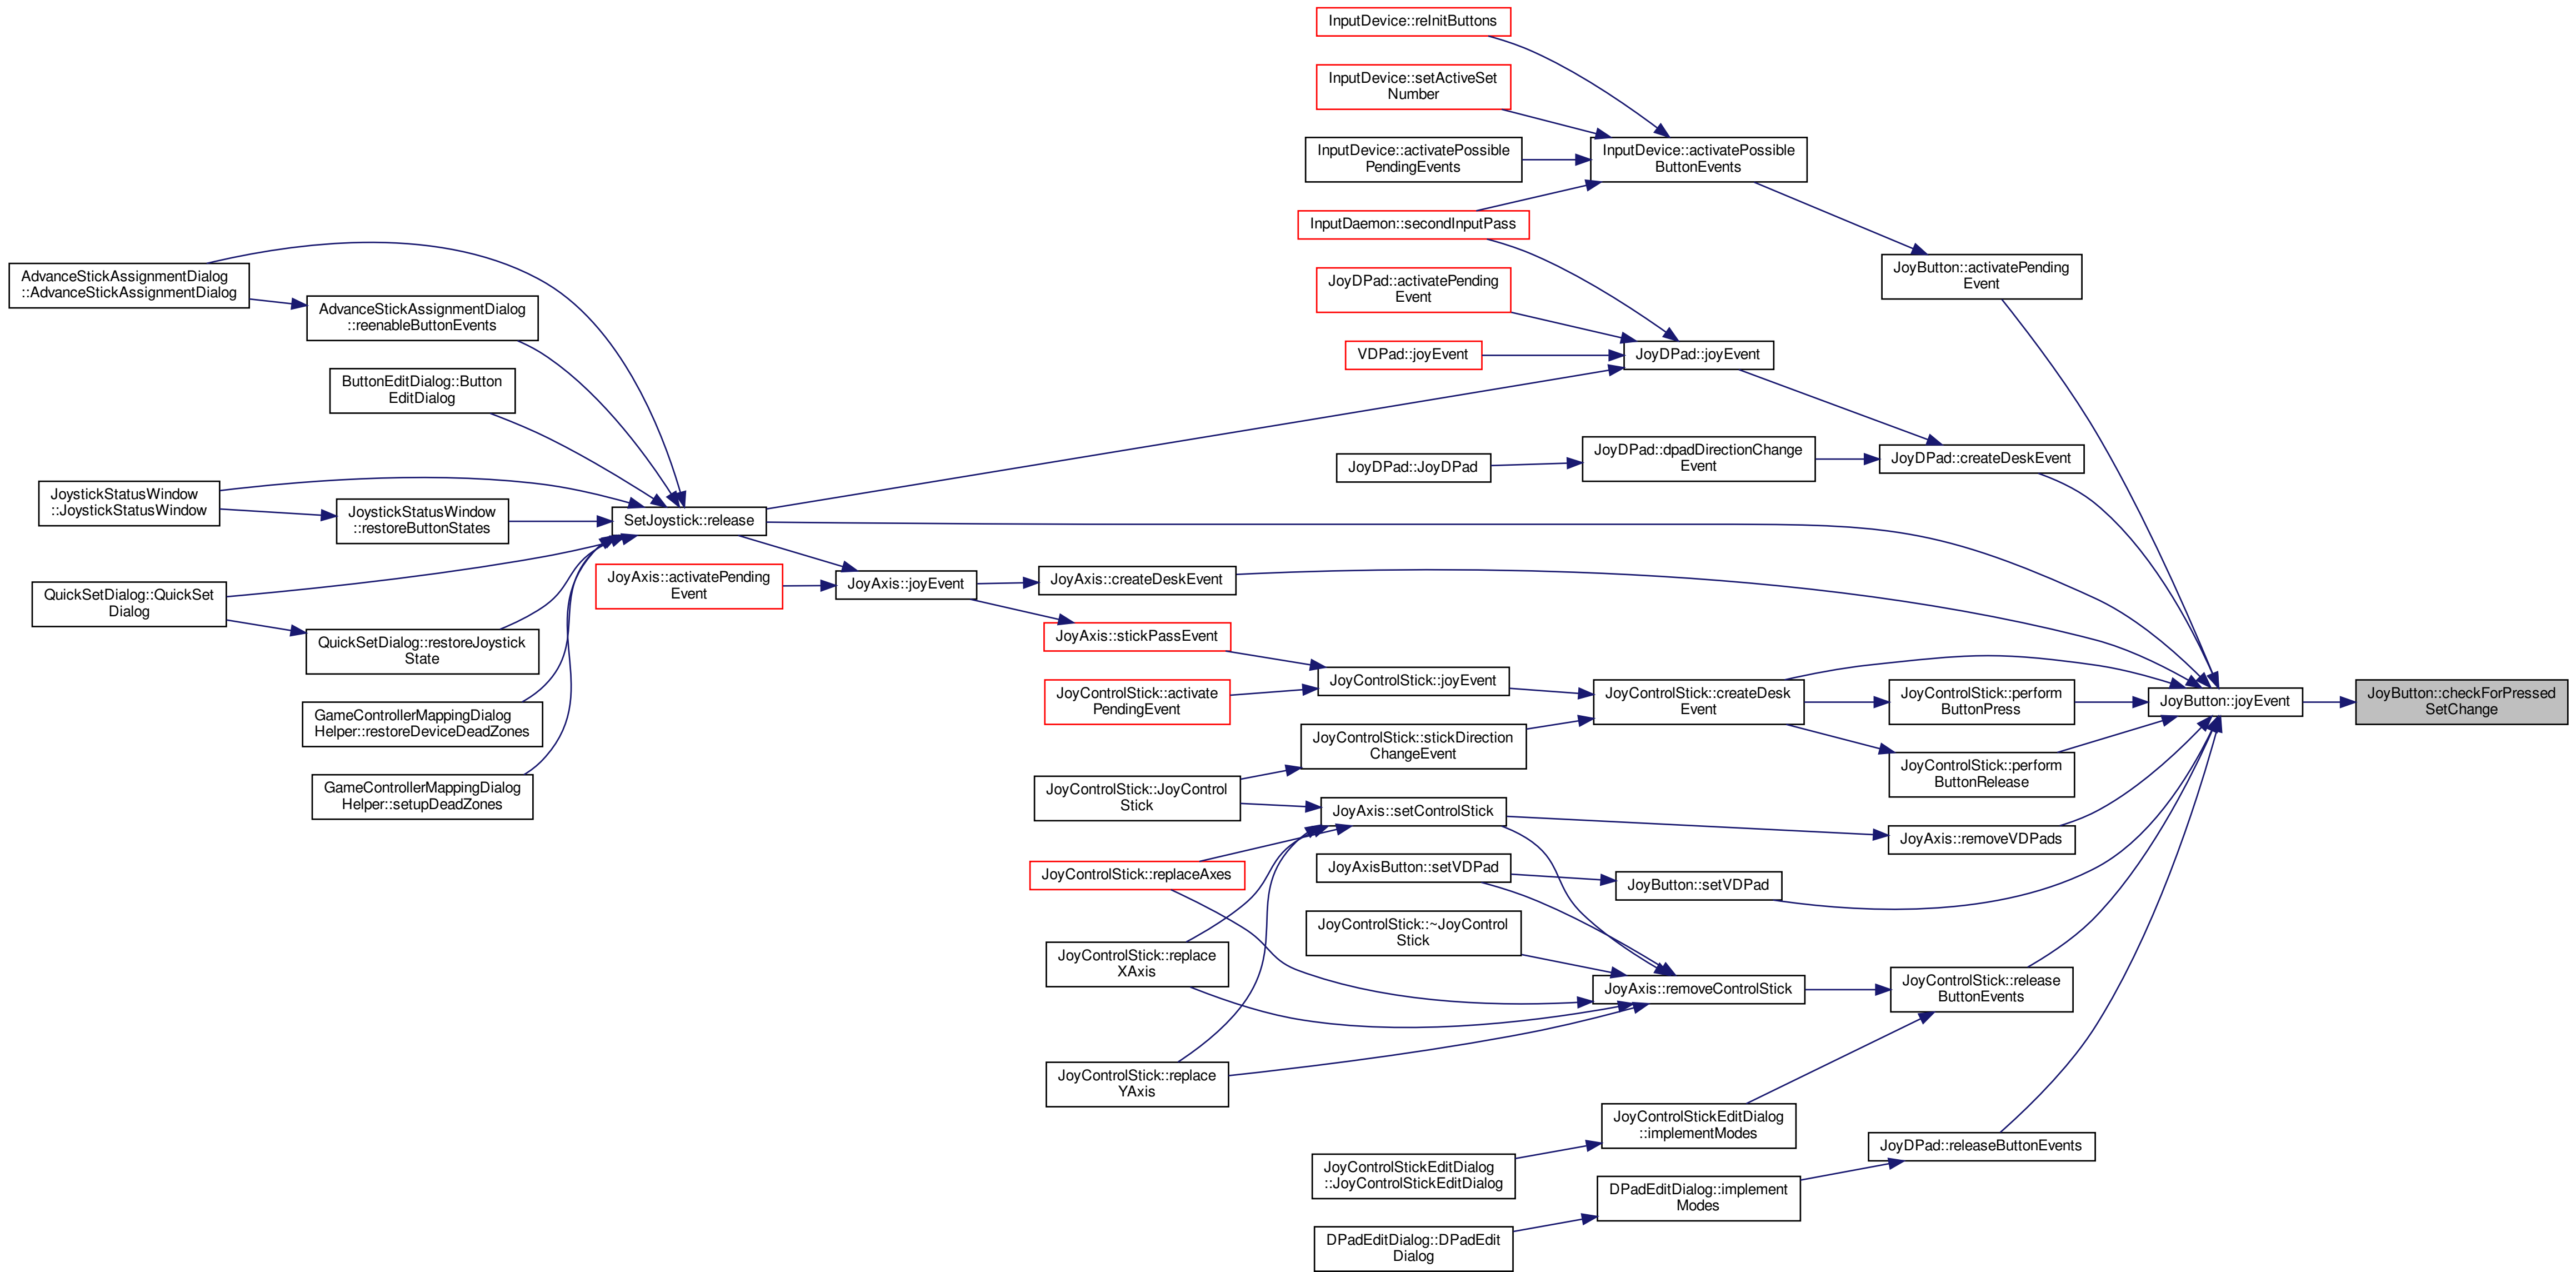 InputDevice::reInitButtons
InputDevice::setActiveSet
Number
InputDevice::activatePossible
PendingEvents
InputDevice::activatePossible
ButtonEvents
InputDaemon::secondInputPass
JoyButton::activatePending
Event
AdvanceStickAssignmentDialog
::AdvanceStickAssignmentDialog
AdvanceStickAssignmentDialog
::reenableButtonEvents
JoyDPad::activatePending
Event
VDPad::joyEvent
JoyDPad::joyEvent
ButtonEditDialog::Button
EditDialog
JoyDPad::JoyDPad
JoyDPad::dpadDirectionChange
Event
JoyDPad::createDeskEvent
JoystickStatusWindow
::JoystickStatusWindow
JoystickStatusWindow
::restoreButtonStates
SetJoystick::release
QuickSetDialog::QuickSet
Dialog
JoyAxis::activatePending
Event
JoyAxis::joyEvent
JoyAxis::createDeskEvent
QuickSetDialog::restoreJoystick
State
JoyAxis::stickPassEvent
JoyControlStick::activate
PendingEvent
JoyControlStick::joyEvent
JoyControlStick::createDesk
Event
JoyControlStick::perform
ButtonPress
JoyButton::joyEvent
JoyButton::checkForPressed
SetChange
GameControllerMappingDialog
Helper::restoreDeviceDeadZones
JoyControlStick::stickDirection
ChangeEvent
JoyControlStick::perform
ButtonRelease
GameControllerMappingDialog
Helper::setupDeadZones
JoyControlStick::JoyControl
Stick
JoyAxis::setControlStick
JoyAxis::removeVDPads
JoyControlStick::replaceAxes
JoyAxisButton::setVDPad
JoyButton::setVDPad
JoyControlStick::~JoyControl
Stick
JoyControlStick::replace
XAxis
JoyAxis::removeControlStick
JoyControlStick::release
ButtonEvents
JoyControlStick::replace
YAxis
JoyControlStickEditDialog
::implementModes
JoyDPad::releaseButtonEvents
JoyControlStickEditDialog
::JoyControlStickEditDialog
DPadEditDialog::implement
Modes
DPadEditDialog::DPadEdit
Dialog